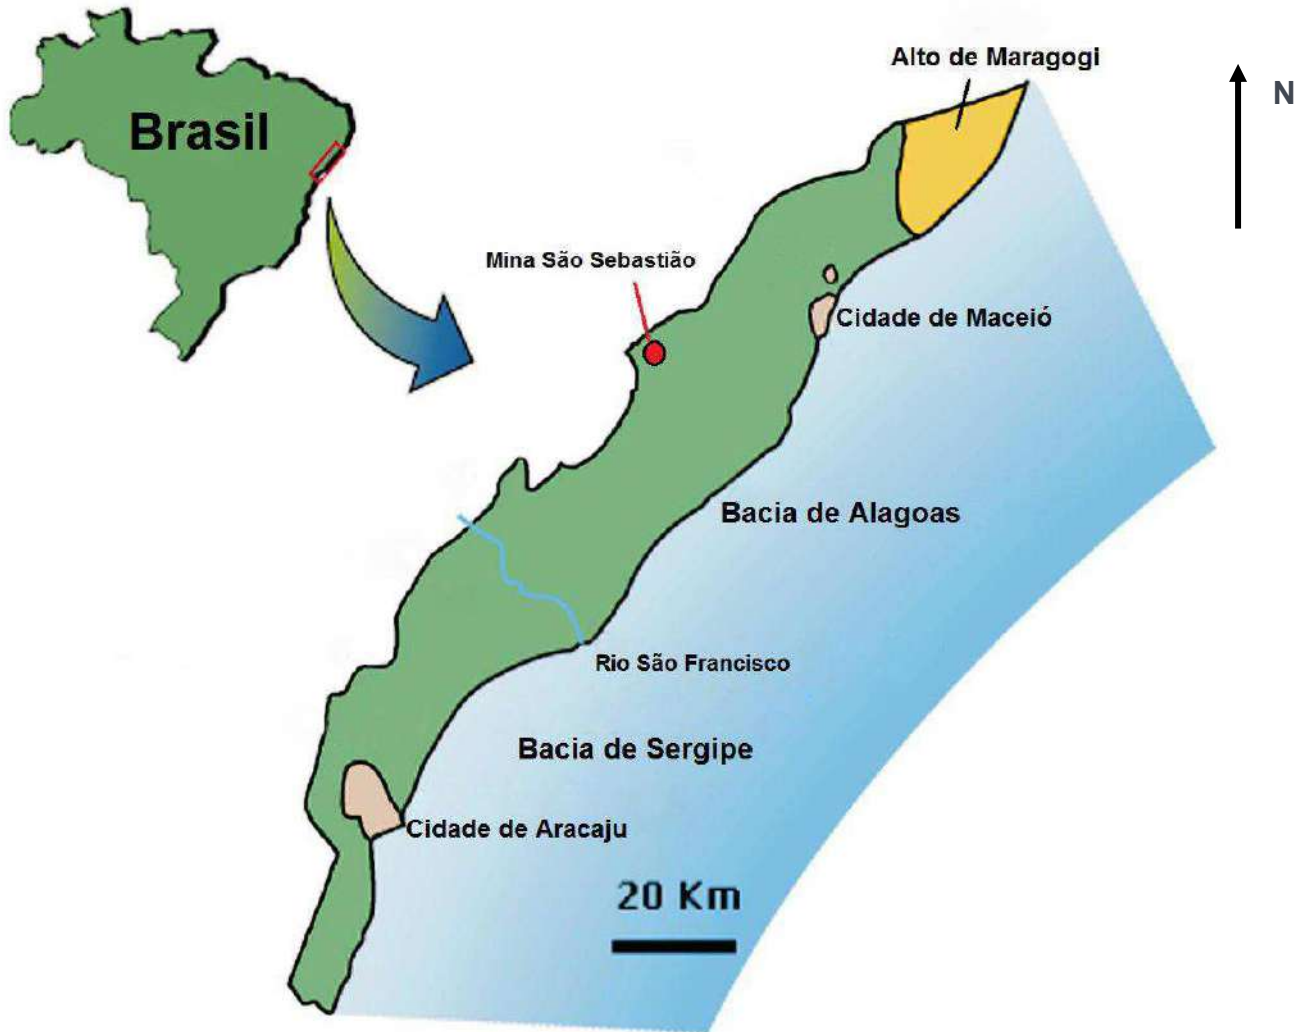 Alto de Maragogi
N
Brasil
Mina São Sebastião
Cidade de Maceió
Bacia de Alagoas
Rio São Francisco
Bacia de Sergipe
Cidade de Aracaju
20 Km